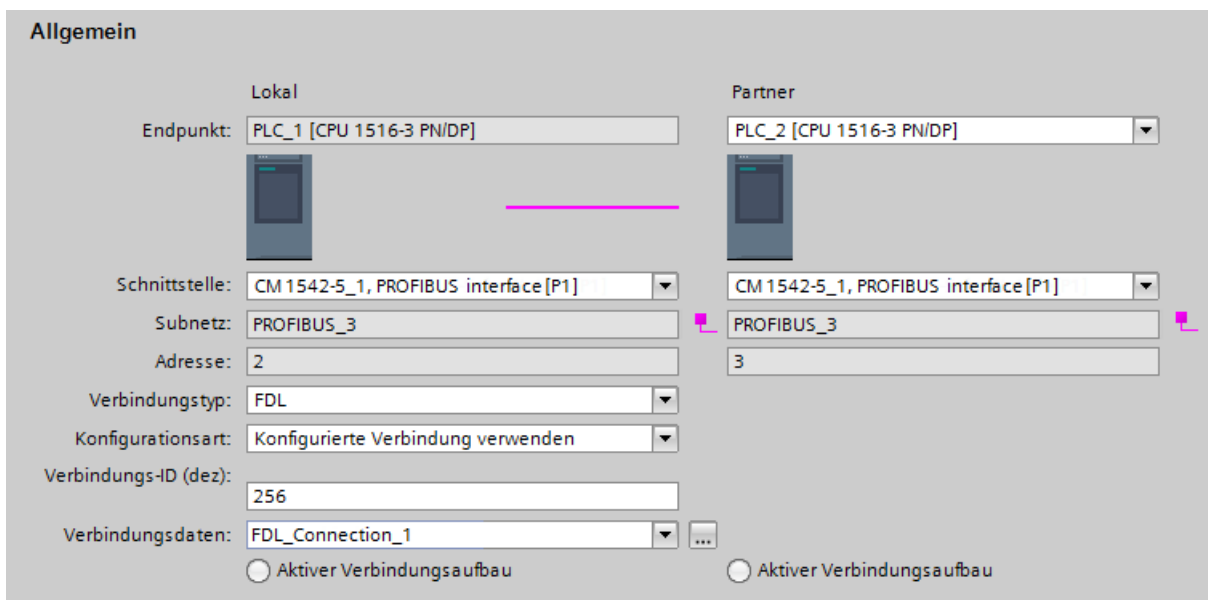 Allgemein
Lokal Partner
Endpunkt: PLC_1 [CPU 1516-3 PN/DP] PLC_2 [CPU 1516-3 PN/DP]
Schnittstelle: CM 1542-5_1, PROFIBUS interface[P1] CM 1542-5_1, PROFIBUS interface[P1]
Subnetz: PROFIBUS_3 PROFIBUS_3
Adresse: 2 3
Verbindungstyp: FDL
Konfigurationsart: Konfigurierte Verbindung verwenden
Verbindungs-ID (dez):
256
Verbindungsdaten: FDL_Connection_1 ...
Aktiver Verbindungsaufbau Aktiver Verbindungsaufbau